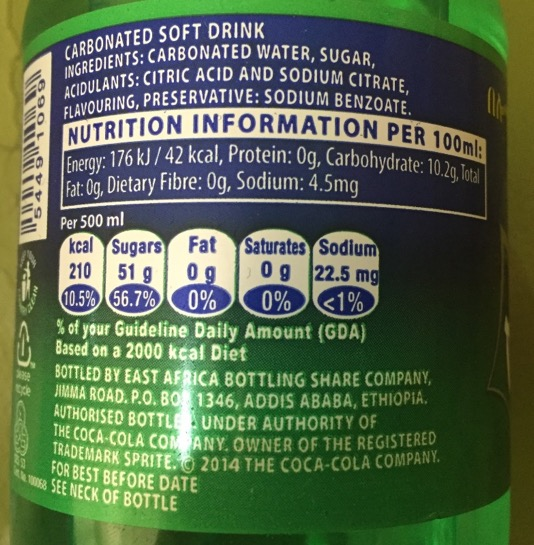 CARBONATED SOFT DRINK
INGREDIENTS: CARBONATED WATER, SUGAR,
ACIDULANTS: CITRIC ACID AND SODIUM CITRATE,
FLAVOURING, PRESERVATIVE: SODIUM BENZOATE.
NUTRITION INFORMATION PER 100ml:
Energy: 176 kJ / 42 kcal, Protein: 0g, Carbohydrate: 10.2g, Total
Fat: 0g, Dietary Fibre: 0g, Sodium: 4.5mg
Per 500 ml
kcal Sugars Fat Saturates Sodium
210 51 g 0 g 0 g 22.5 mg
10.5% 56.7% 0% 0% <1%
% of your Guideline Daily Amount (GDA)
Based on a 2000 kcal Diet
BOTTLED BY EAST AFRICA BOTTLING SHARE COMPANY,
JIMMA ROAD. P.O. BOX 1346, ADDIS ABABA, ETHIOPIA.
AUTHORISED BOTTLER UNDER AUTHORITY OF
THE COCA-COLA COMPANY. OWNER OF THE REGISTERED
TRADEMARK SPRITE. © 2014 THE COCA-COLA COMPANY.
FOR BEST BEFORE DATE
SEE NECK OF BOTTLE
5449 1069